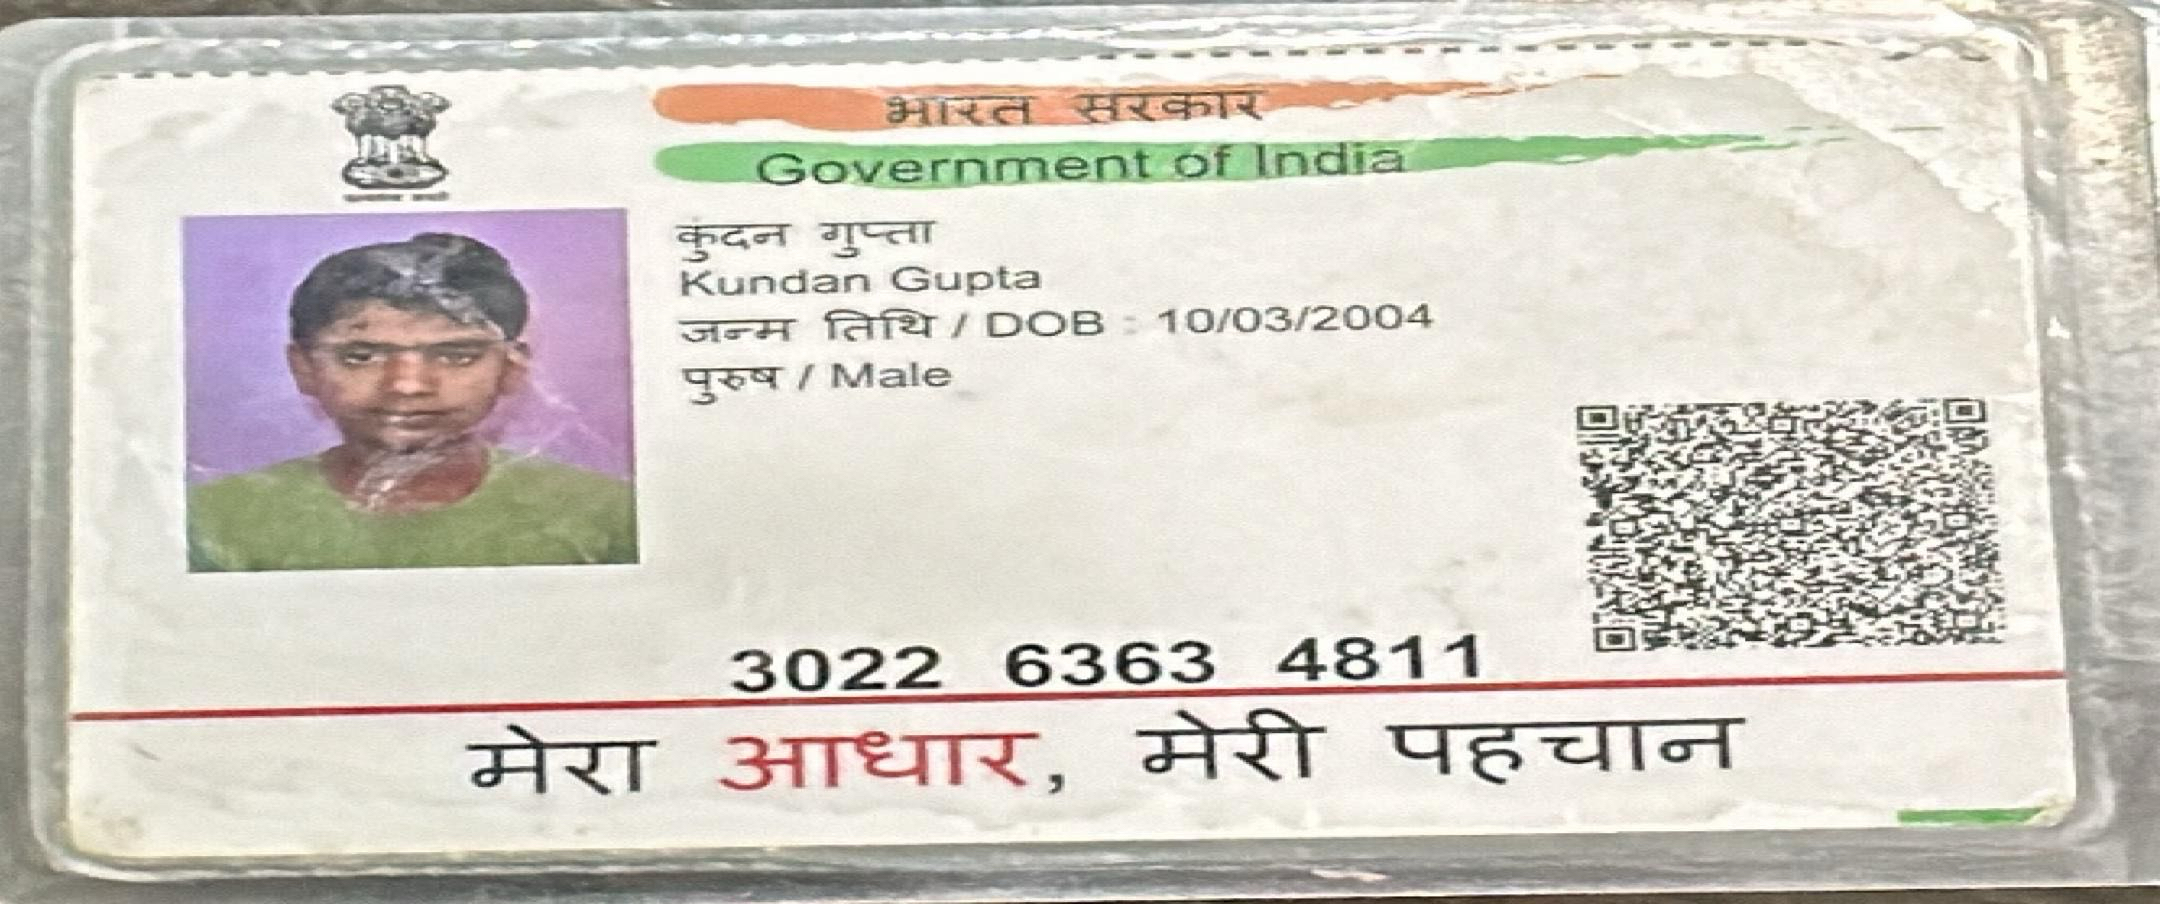 भारत सरकार
Government of India
कुंदन गुप्ता
Kundan Gupta
जन्म तिथि / DOB : 10/03/2004
पुरुष / Male
3022 6363 4811
मेरा आधार, मेरी पहचान